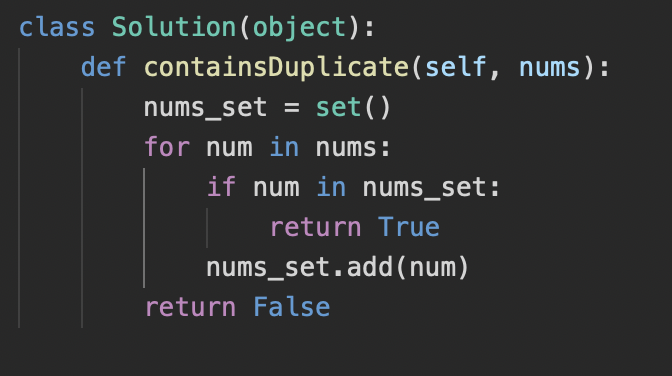 class Solution(object):
    def containsDuplicate(self, nums):
        nums_set = set()
        for num in nums:
            if num in nums_set:
                return True
            nums_set.add(num)
        return False